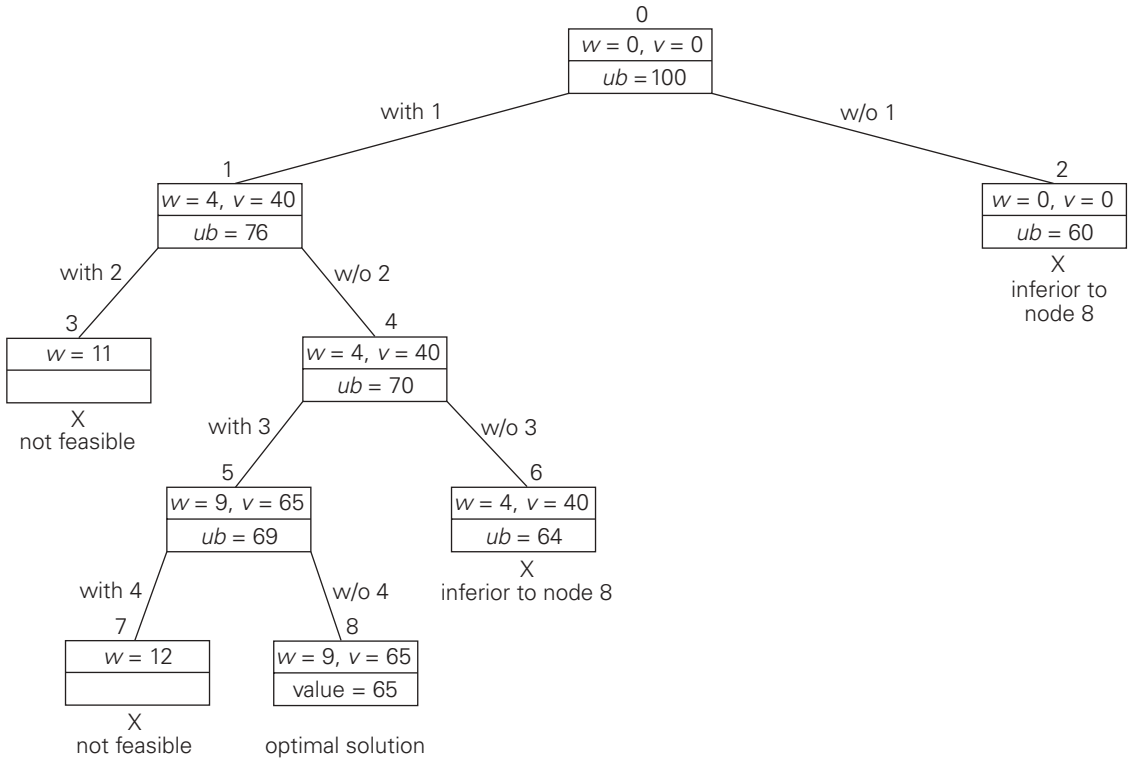 0
w = 0, v = 0
ub = 100
with 1
w/o 1
1
w = 4, v = 40
ub = 76
2
w = 0, v = 0
ub = 60
X
inferior to
node 8
with 2
w/o 2
3
w = 11
X
not feasible
4
w = 4, v = 40
ub = 70
with 3
w/o 3
5
w = 9, v = 65
ub = 69
6
w = 4, v = 40
ub = 64
X
inferior to node 8
with 4
w/o 4
7
w = 12
X
not feasible
8
w = 9, v = 65
value = 65
optimal solution